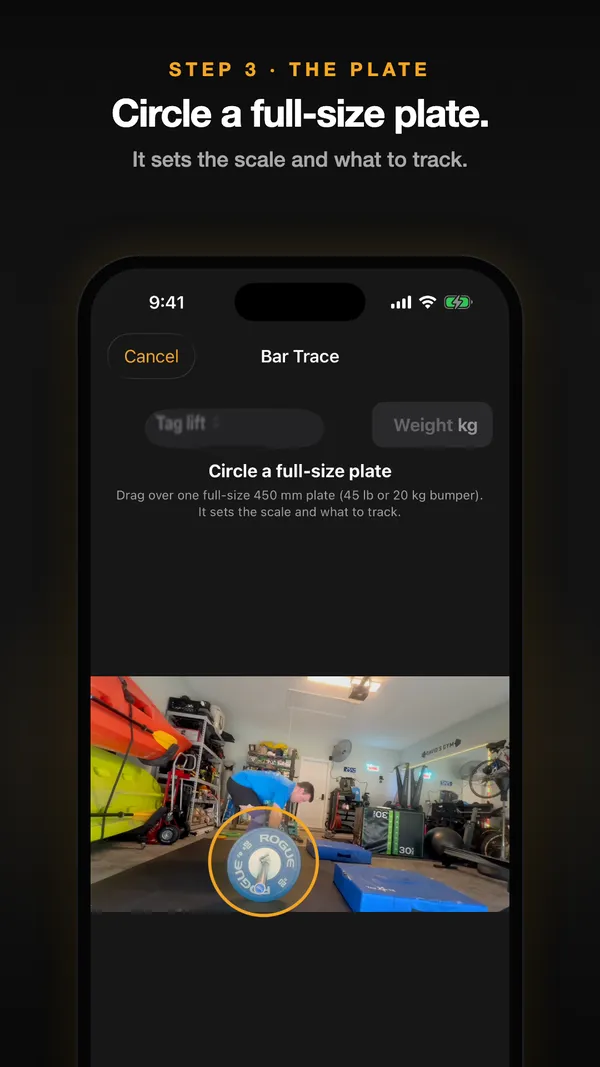 STEP 3 · THE PLATE
Circle a full-size plate.
It sets the scale and what to track.
9:41
Cancel
Bar Trace
Tag lift
Weight kg
Circle a full-size plate
Drag over one full-size 450 mm plate (45 lb or 20 kg bumper).
It sets the scale and what to track.
ROGUE
ROGUE
30